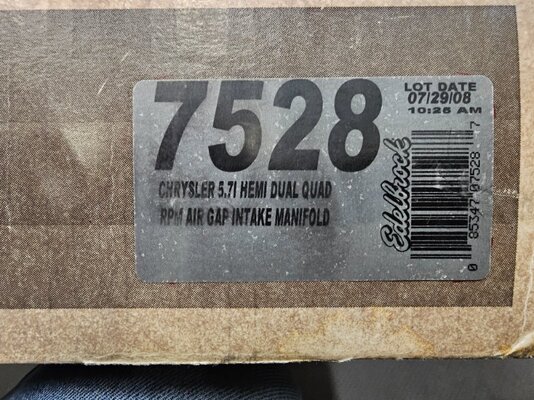 7528
LOT DATE
07/29/08
10:26 AM
CHRYSLER 5.7l HEMI DUAL QUAD
RPM AIR GAP INTAKE MANIFOLD
Edelbrock
0 85347 07528 7